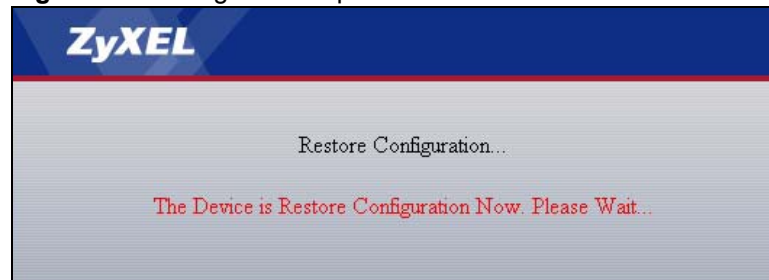 ZyXEL
Restore Configuration...
The Device is Restore Configuration Now. Please Wait...